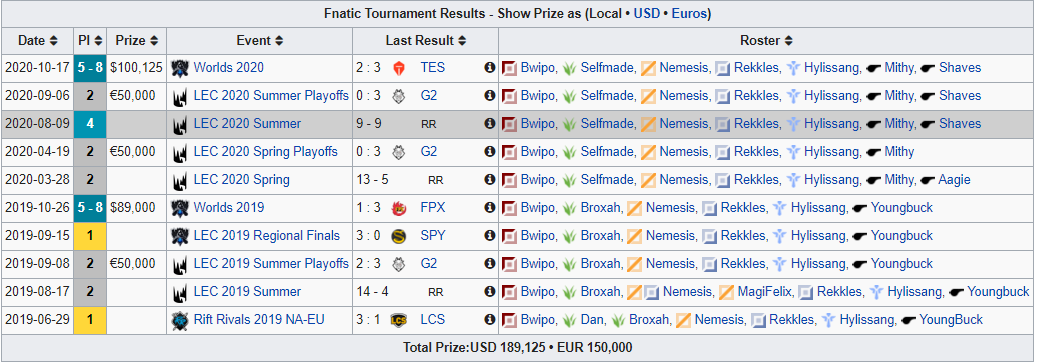 Fnatic Tournament Results - Show Prize as (Local • USD • Euros)
Date Pl Prize Event Last Result Roster
2020-10-17 5 - 8 $100,125 Worlds 2020 2 : 3 TES Bwipo, Selfmade, Nemesis, Rekkles, Hylissang, Mithy, Shaves
2020-09-06 2 €50,000 LEC 2020 Summer Playoffs 0 : 3 G2 Bwipo, Selfmade, Nemesis, Rekkles, Hylissang, Mithy, Shaves
2020-08-09 4 LEC 2020 Summer 9 - 9 RR Bwipo, Selfmade, Nemesis, Rekkles, Hylissang, Mithy, Shaves
2020-04-19 2 €50,000 LEC 2020 Spring Playoffs 0 : 3 G2 Bwipo, Selfmade, Nemesis, Rekkles, Hylissang, Mithy
2020-03-28 2 LEC 2020 Spring 13 - 5 RR Bwipo, Selfmade, Nemesis, Rekkles, Hylissang, Mithy, Aagie
2019-10-26 5 - 8 $89,000 Worlds 2019 1 : 3 FPX Bwipo, Broxah, Nemesis, Rekkles, Hylissang, Youngbuck
2019-09-15 1 LEC 2019 Regional Finals 3 : 0 SPY Bwipo, Broxah, Nemesis, Rekkles, Hylissang, Youngbuck
2019-09-08 2 €50,000 LEC 2019 Summer Playoffs 2 : 3 G2 Bwipo, Broxah, Nemesis, Rekkles, Hylissang, Youngbuck
2019-08-17 2 LEC 2019 Summer 14 - 4 RR Bwipo, Broxah, Nemesis, MagiFelix, Rekkles, Hylissang, Youngbuck
2019-06-29 1 Rift Rivals 2019 NA-EU 3 : 1 LCS Bwipo, Dan, Broxah, Nemesis, Rekkles, Hylissang, YoungBuck
Total Prize:USD 189,125 • EUR 150,000